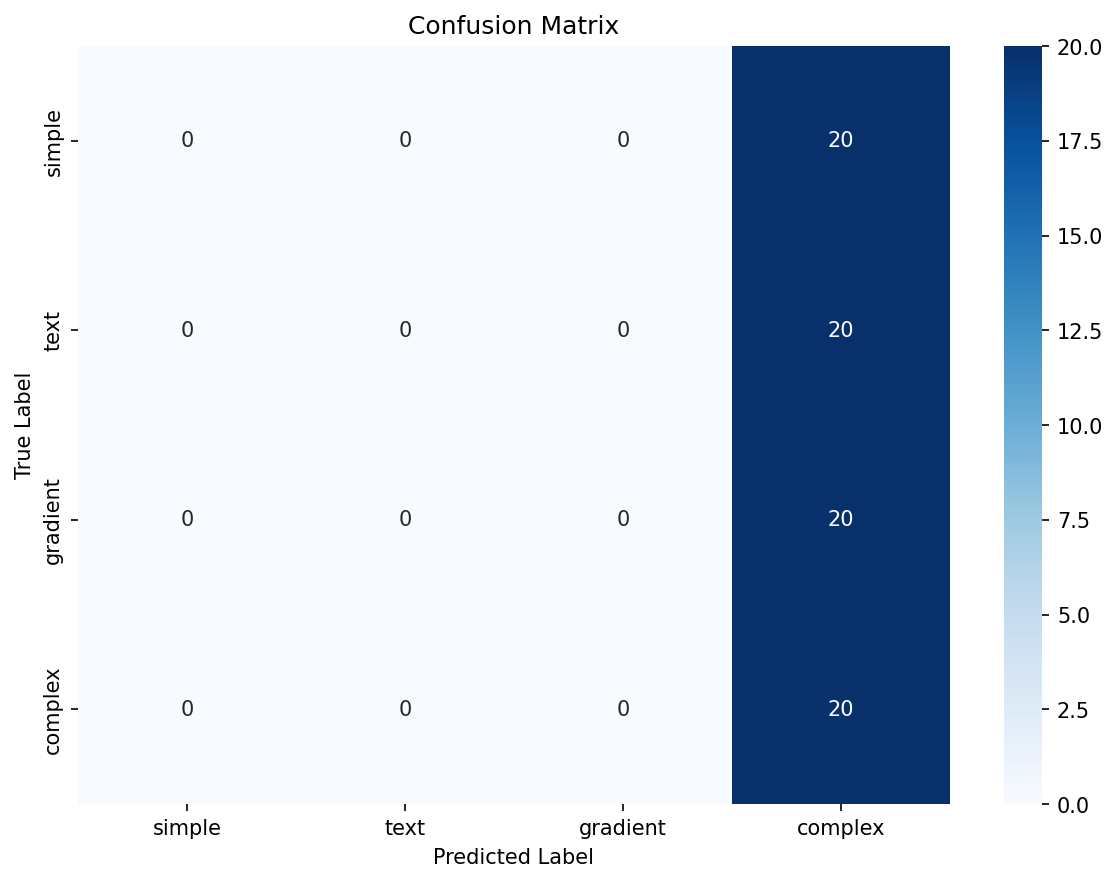 Confusion Matrix
simple 0 0 0 20
text 0 0 0 20
gradient 0 0 0 20
complex 0 0 0 20
True Label
simple text gradient complex
Predicted Label
20.0
17.5
15.0
12.5
10.0
7.5
5.0
2.5
0.0